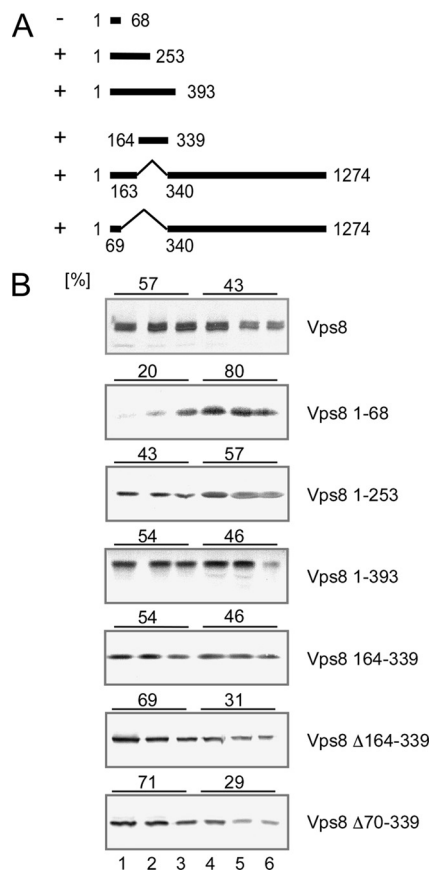 A
- 1 68
+ 1 253
+ 1 393
+ 164 339
+ 1 1274
163 340
+ 1 1274
69 340
B [%]
57 43
Vps8
20 80
Vps8 1-68
43 57
Vps8 1-253
54 46
Vps8 1-393
54 46
Vps8 164-339
69 31
Vps8 Δ164-339
71 29
Vps8 Δ70-339
1 2 3 4 5 6